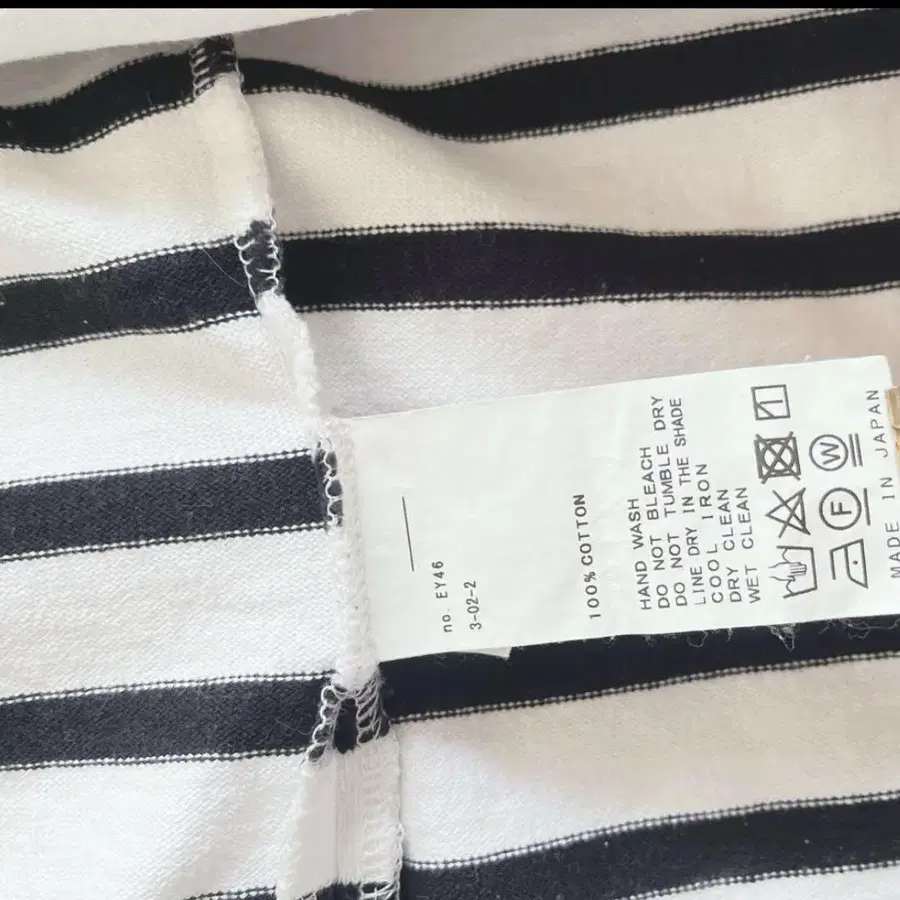 no. EY46
3-02-2
100% COTTON
HAND WASH
DO NOT BLEACH
DO NOT TUMBLE DRY
LINE DRY IN THE SHADE
COOL IRON
DRY CLEAN
WET CLEAN
F W
MADE IN JAPAN